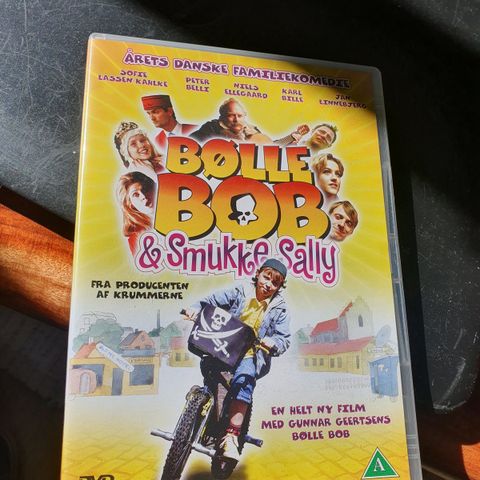 ÅRETS DANSKE FAMILIEKOMEDIE
SOFIE LASSEN KAHLKE
PETER BELLI
NIELS ELLEGAARD
KARE BILLE
JAN LINNEBJERG
BØLLE
BOB
& Smukke Sally
FRA PRODUCENTEN
AF KRUMMERNE
EN HELT NY FILM
MED GUNNAR GEERTSENS
BØLLE BOB
A